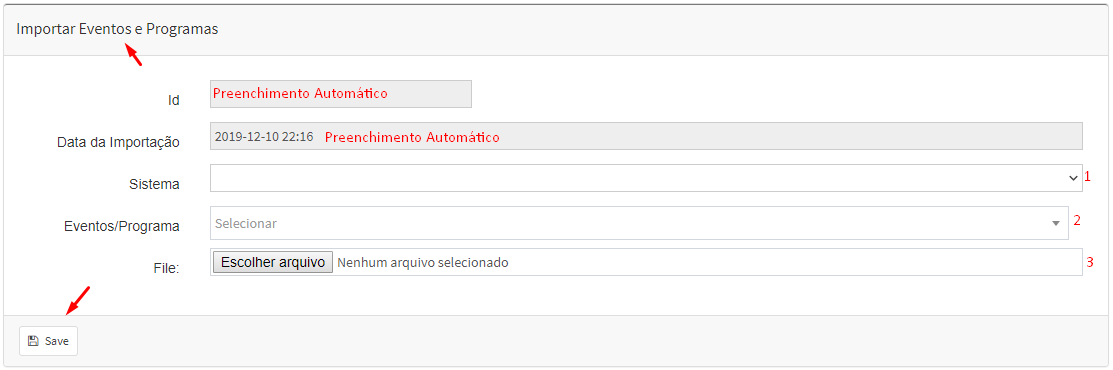 Importar Eventos e Programas
Id Preenchimento Automático
Data da Importação 2019-12-10 22:16 Preenchimento Automático
Sistema 1
Eventos/Programa Selecionar 2
File: Escolher arquivo Nenhum arquivo selecionado 3
Save